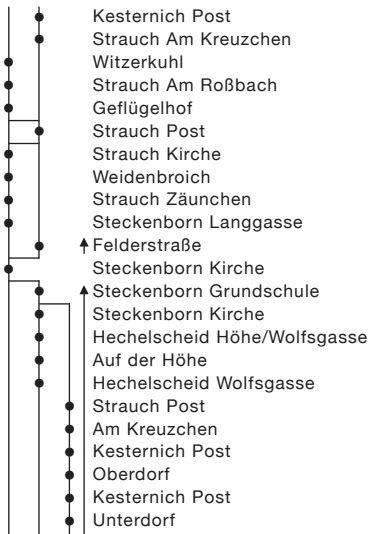 Kesternich Post
Strauch Am Kreuzchen
Witzerkuhl
Strauch Am Roßbach
Geflügelhof
Strauch Post
Strauch Kirche
Weidenbroich
Strauch Zäunchen
Steckenborn Langgasse
Felderstraße
Steckenborn Kirche
Steckenborn Grundschule
Steckenborn Kirche
Hechelscheid Höhe/Wolfsgasse
Auf der Höhe
Hechelscheid Wolfsgasse
Strauch Post
Am Kreuzchen
Kesternich Post
Oberdorf
Kesternich Post
Unterdorf